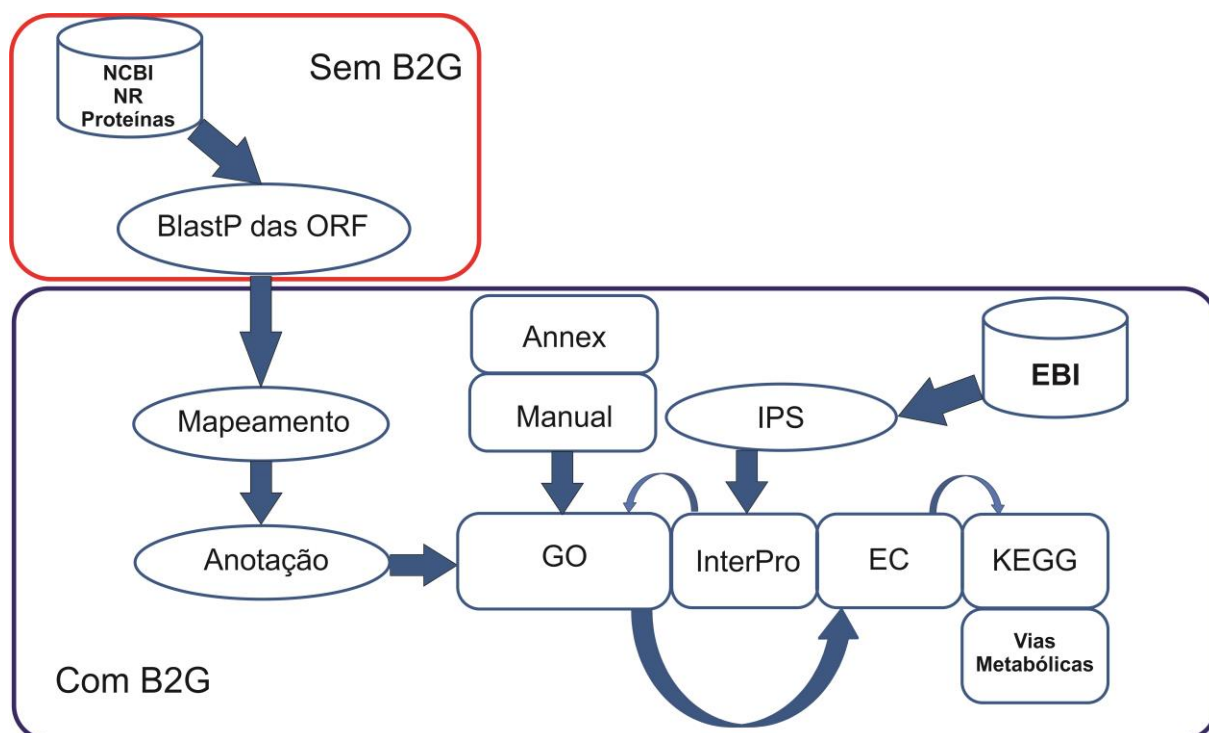 NCBI
NR
Proteínas
Sem B2G
BlastP das ORF
Annex
EBI
Mapeamento
Manual
IPS
Anotação
GO
InterPro
EC
KEGG
Vias
Metabólicas
Com B2G